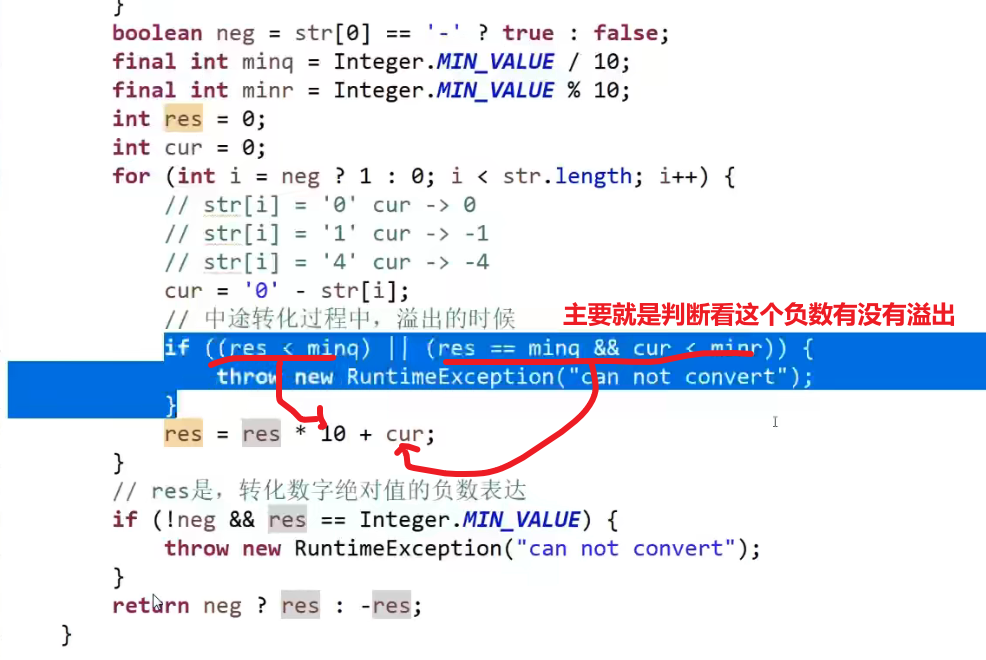 }
boolean neg = str[0] == '-' ? true : false;
final int minq = Integer.MIN_VALUE / 10;
final int minr = Integer.MIN_VALUE % 10;
int res = 0;
int cur = 0;
for (int i = neg ? 1 : 0; i < str.length; i++) {
// str[i] = '0' cur -> 0
// str[i] = '1' cur -> -1
// str[i] = '4' cur -> -4
cur = '0' - str[i];
// 中途转化过程中，溢出的时候
主要就是判断看这个负数有没有溢出
if ((res < minq) || (res == minq && cur < minr)) {
throw new RuntimeException("can not convert");
}
res = res * 10 + cur;
}
// res是，转化数字绝对值的负数表达
if (!neg && res == Integer.MIN_VALUE) {
throw new RuntimeException("can not convert");
}
return neg ? res : -res;
}